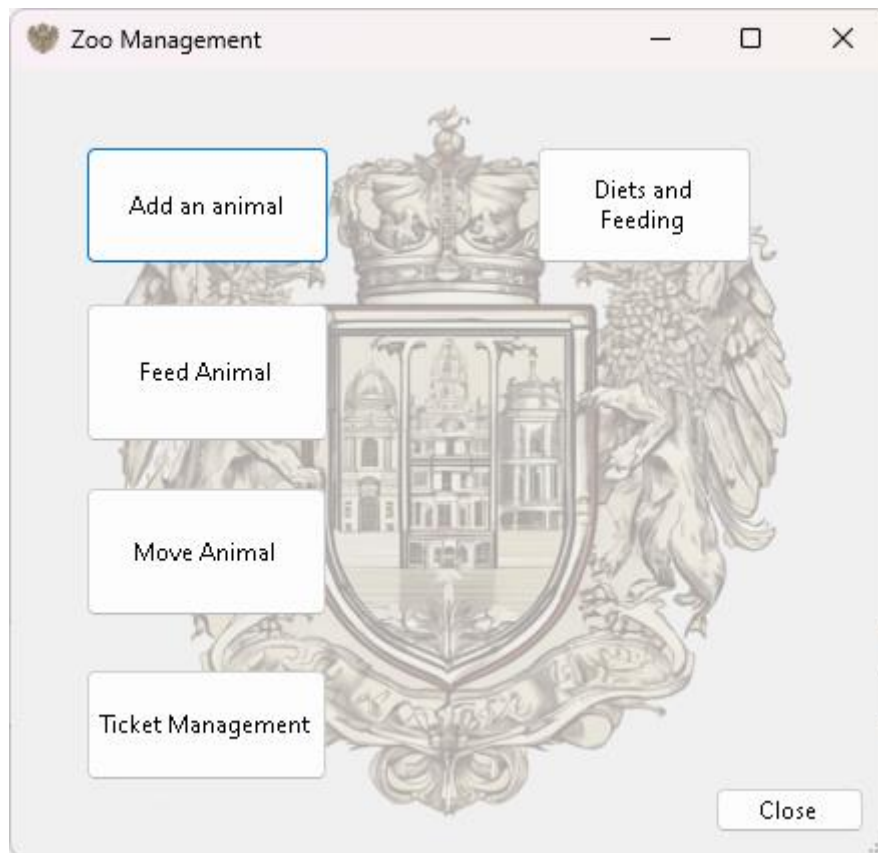 Zoo Management
Add an animal
Diets and
Feeding
Feed Animal
Move Animal
Ticket Management
Close